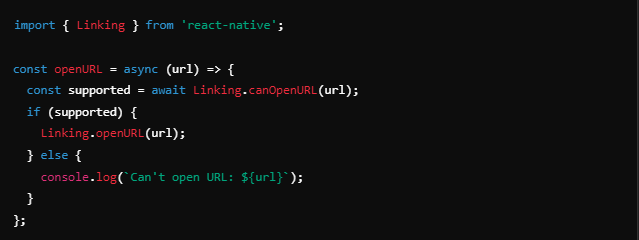 import { Linking } from 'react-native';
const openURL = async (url) => {
  const supported = await Linking.canOpenURL(url);
  if (supported) {
    Linking.openURL(url);
  } else {
    console.log(`Can't open URL: ${url}`);
  }
};